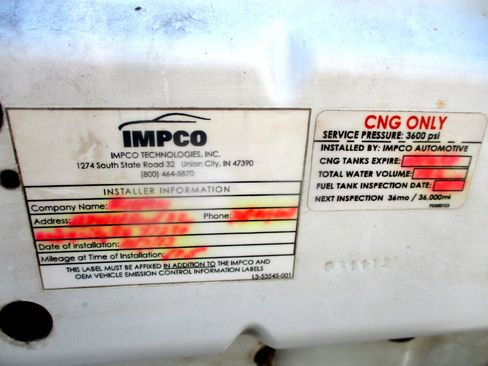 IMPCO
IMPCO TECHNOLOGIES, INC.
1274 South State Road 32 Union City, IN 47390
(800) 464-5870
INSTALLER INFORMATION
Company Name:
Address: Phone:
Date of Installation:
Mileage at Time of Installation:
THIS LABEL MUST BE AFFIXED IN ADDITION TO THE IMPCO AND
OEM VEHICLE EMISSION CONTROL INFORMATION LABELS
L3-53545-001
CNG ONLY
SERVICE PRESSURE: 3600 psi
INSTALLED BY: IMPCO AUTOMOTIVE
CNG TANKS EXPIRE:
TOTAL WATER VOLUME:
FUEL TANK INSPECTION DATE:
NEXT INSPECTION 36mo / 36,000mi